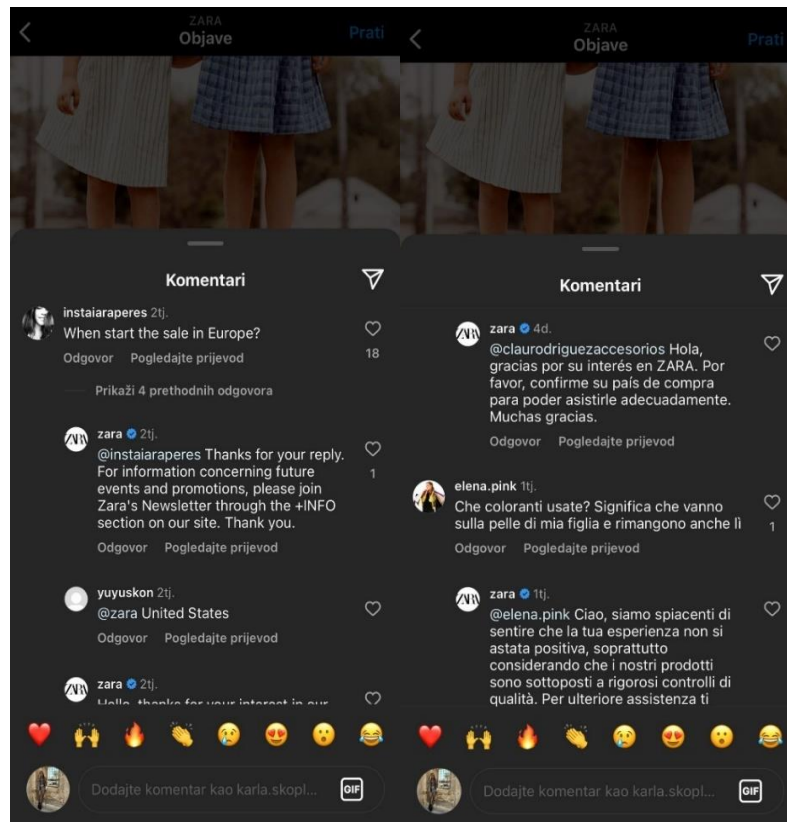 ZARA
Objave
Prati
Komentari
instaiaraperes 2tj.
When start the sale in Europe?
18
Odgovor Pogledajte prijevod
Prikaži 4 prethodnih odgovora
zara 2tj.
@instaiaraperes Thanks for your reply.
For information concerning future
events and promotions, please join
Zara's Newsletter through the +INFO
section on our site. Thank you.
1
Odgovor Pogledajte prijevod
yuyuskon 2tj.
@zara United States
Odgovor Pogledajte prijevod
zara 2tj.
Hello, thanks for your interest in our
Dodajte komentar kao karla.skopl...
GIF
ZARA
Objave
Prati
Komentari
zara 4d.
@claurodriguezaccesorios Hola,
gracias por su interés en ZARA. Por
favor, confirme su país de compra
para poder asistirle adecuadamente.
Muchas gracias.
Odgovor Pogledajte prijevod
elena.pink 1tj.
Che coloranti usate? Significa che vanno
sulla pelle di mia figlia e rimangono anche lì
1
Odgovor Pogledajte prijevod
zara 1tj.
@elena.pink Ciao, siamo spiacenti di
sentire che la tua esperienza non si
astata positiva, soprattutto
considerando che i nostri prodotti
sono sottoposti a rigorosi controlli di
qualità. Per ulteriore assistenza ti
Dodajte komentar kao karla.skopl...
GIF